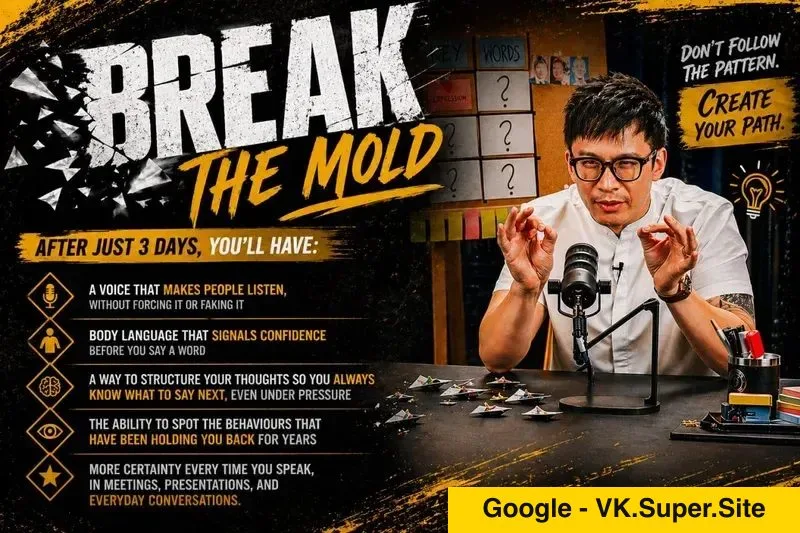 BREAK
THE MOLD
AFTER JUST 3 DAYS, YOU'LL HAVE:
A VOICE THAT MAKES PEOPLE LISTEN,
WITHOUT FORCING IT OR FAKING IT
BODY LANGUAGE THAT SIGNALS CONFIDENCE
BEFORE YOU SAY A WORD
A WAY TO STRUCTURE YOUR THOUGHTS SO YOU ALWAYS
KNOW WHAT TO SAY NEXT, EVEN UNDER PRESSURE
THE ABILITY TO SPOT THE BEHAVIOURS THAT
HAVE BEEN HOLDING YOU BACK FOR YEARS
MORE CERTAINTY EVERY TIME YOU SPEAK,
IN MEETINGS, PRESENTATIONS, AND
EVERYDAY CONVERSATIONS.
KEY WORDS
?
?
?
?
?
DON'T FOLLOW
THE PATTERN.
CREATE
YOUR PATH.
Google - VK.Super.Site